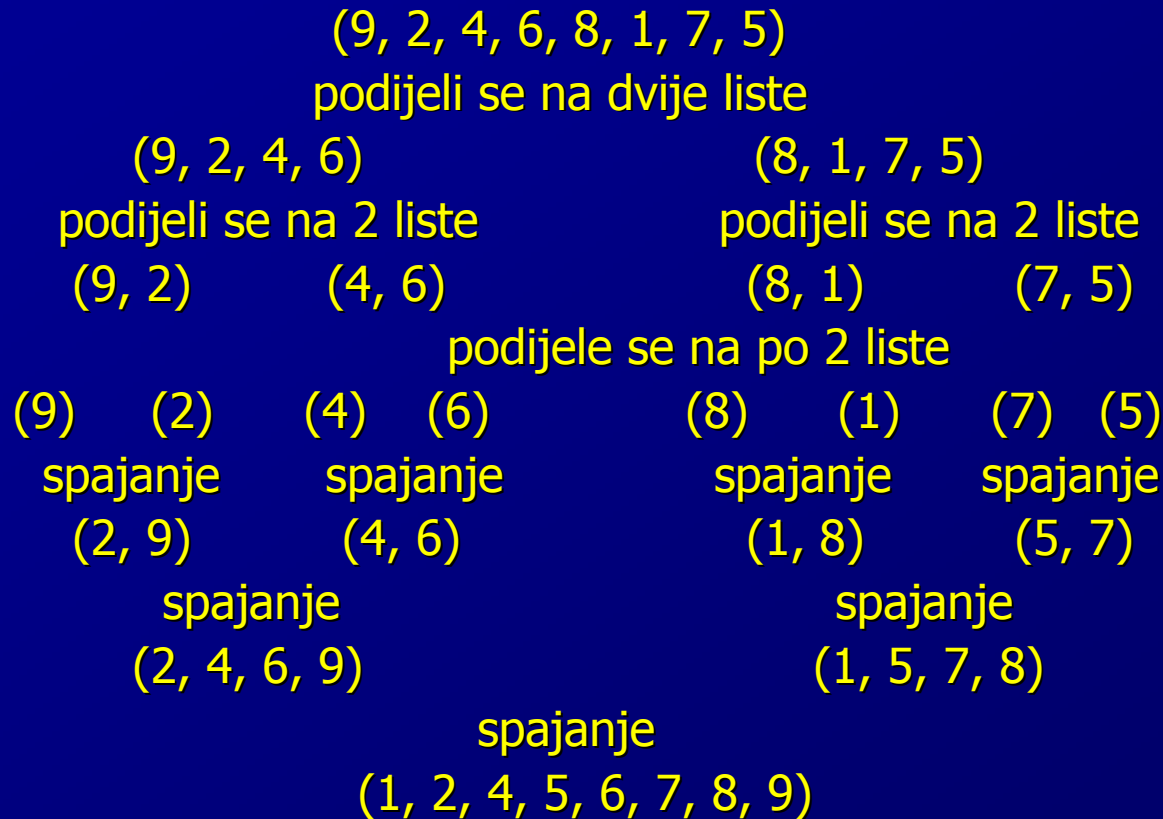 (9, 2, 4, 6, 8, 1, 7, 5)
podijeli se na dvije liste
(9, 2, 4, 6) (8, 1, 7, 5)
podijeli se na 2 liste podijeli se na 2 liste
(9, 2) (4, 6) (8, 1) (7, 5)
podijele se na po 2 liste
(9) (2) (4) (6) (8) (1) (7) (5)
spajanje spajanje spajanje spajanje
(2, 9) (4, 6) (1, 8) (5, 7)
spajanje spajanje
(2, 4, 6, 9) (1, 5, 7, 8)
spajanje
(1, 2, 4, 5, 6, 7, 8, 9)